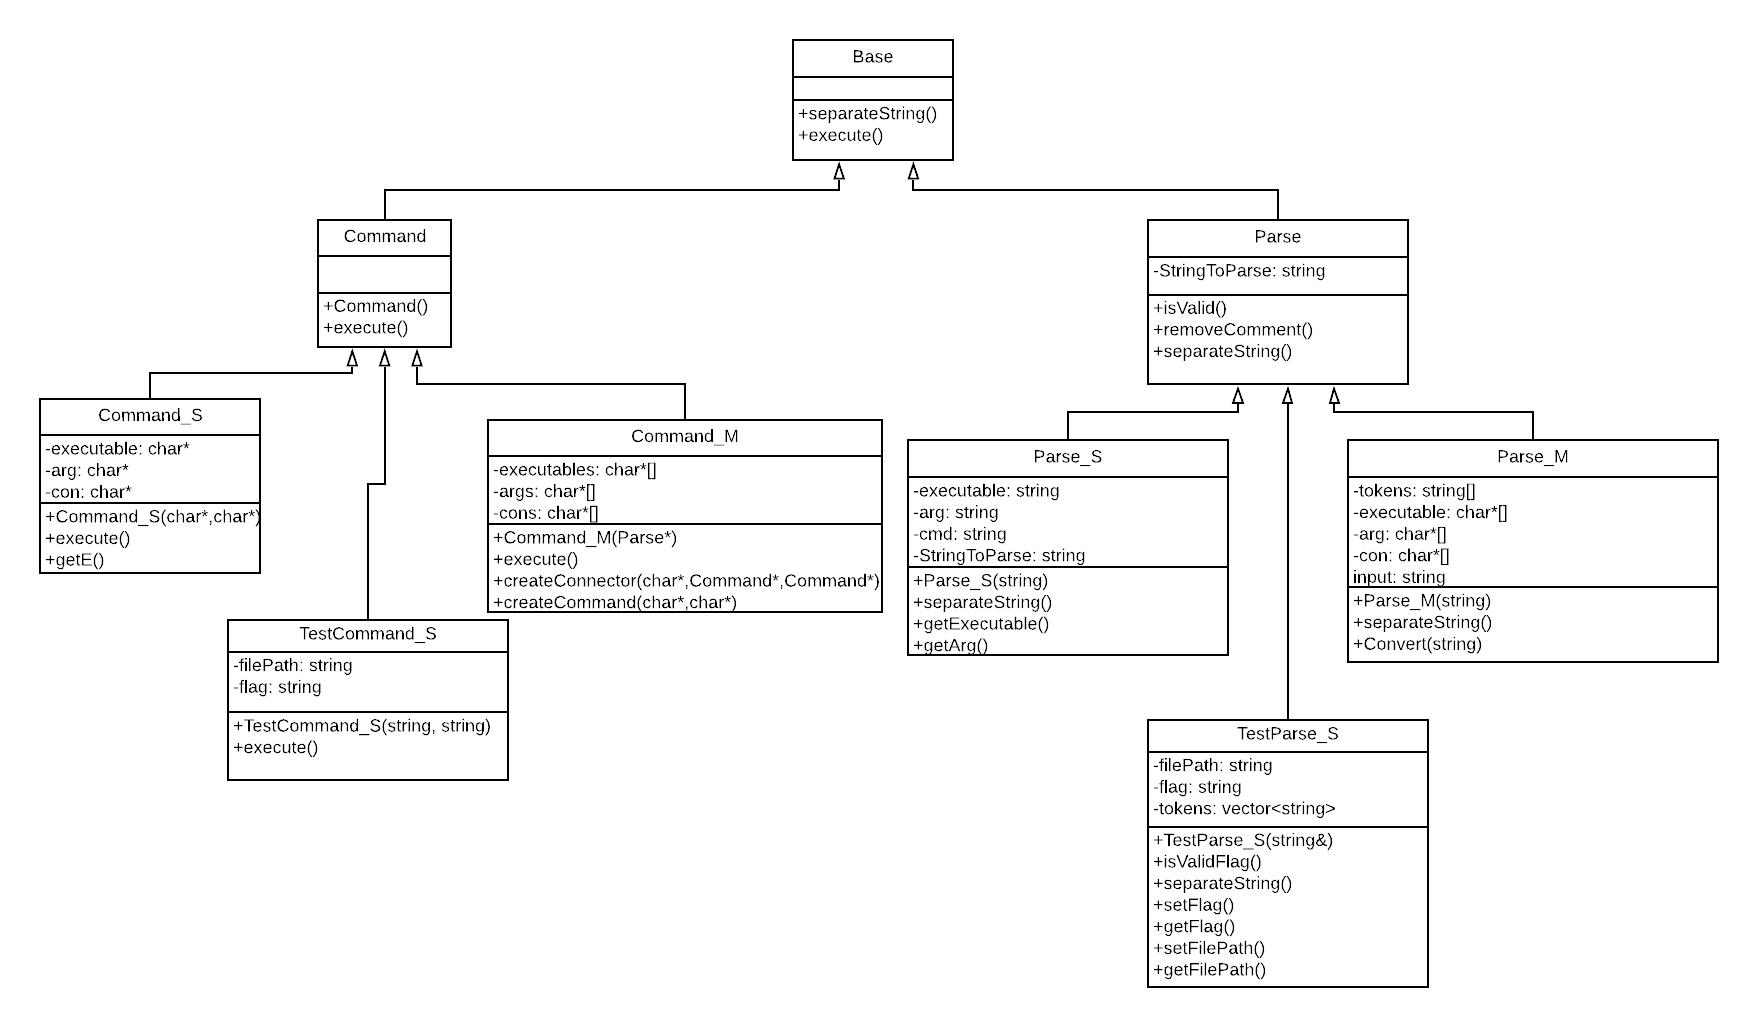 Base
+separateString()
+execute()
Command
+Command()
+execute()
Parse
-StringToParse: string
+isValid()
+removeComment()
+separateString()
Command_S
-executable: char*
-arg: char*
-con: char*
+Command_S(char*,char*)
+execute()
+getE()
Command_M
-executables: char*[]
-args: char*[]
-cons: char*[]
+Command_M(Parse*)
+execute()
+createConnector(char*,Command*,Command*)
+createCommand(char*,char*)
Parse_S
-executable: string
-arg: string
-cmd: string
-StringToParse: string
+Parse_S(string)
+separateString()
+getExecutable()
+getArg()
Parse_M
-tokens: string[]
-executable: char*[]
-arg: char*[]
-con: char*[]
input: string
+Parse_M(string)
+separateString()
+Convert(string)
TestCommand_S
-filePath: string
-flag: string
+TestCommand_S(string, string)
+execute()
TestParse_S
-filePath: string
-flag: string
-tokens: vector<string>
+TestParse_S(string&)
+isValidFlag()
+separateString()
+setFlag()
+getFlag()
+setFilePath()
+getFilePath()